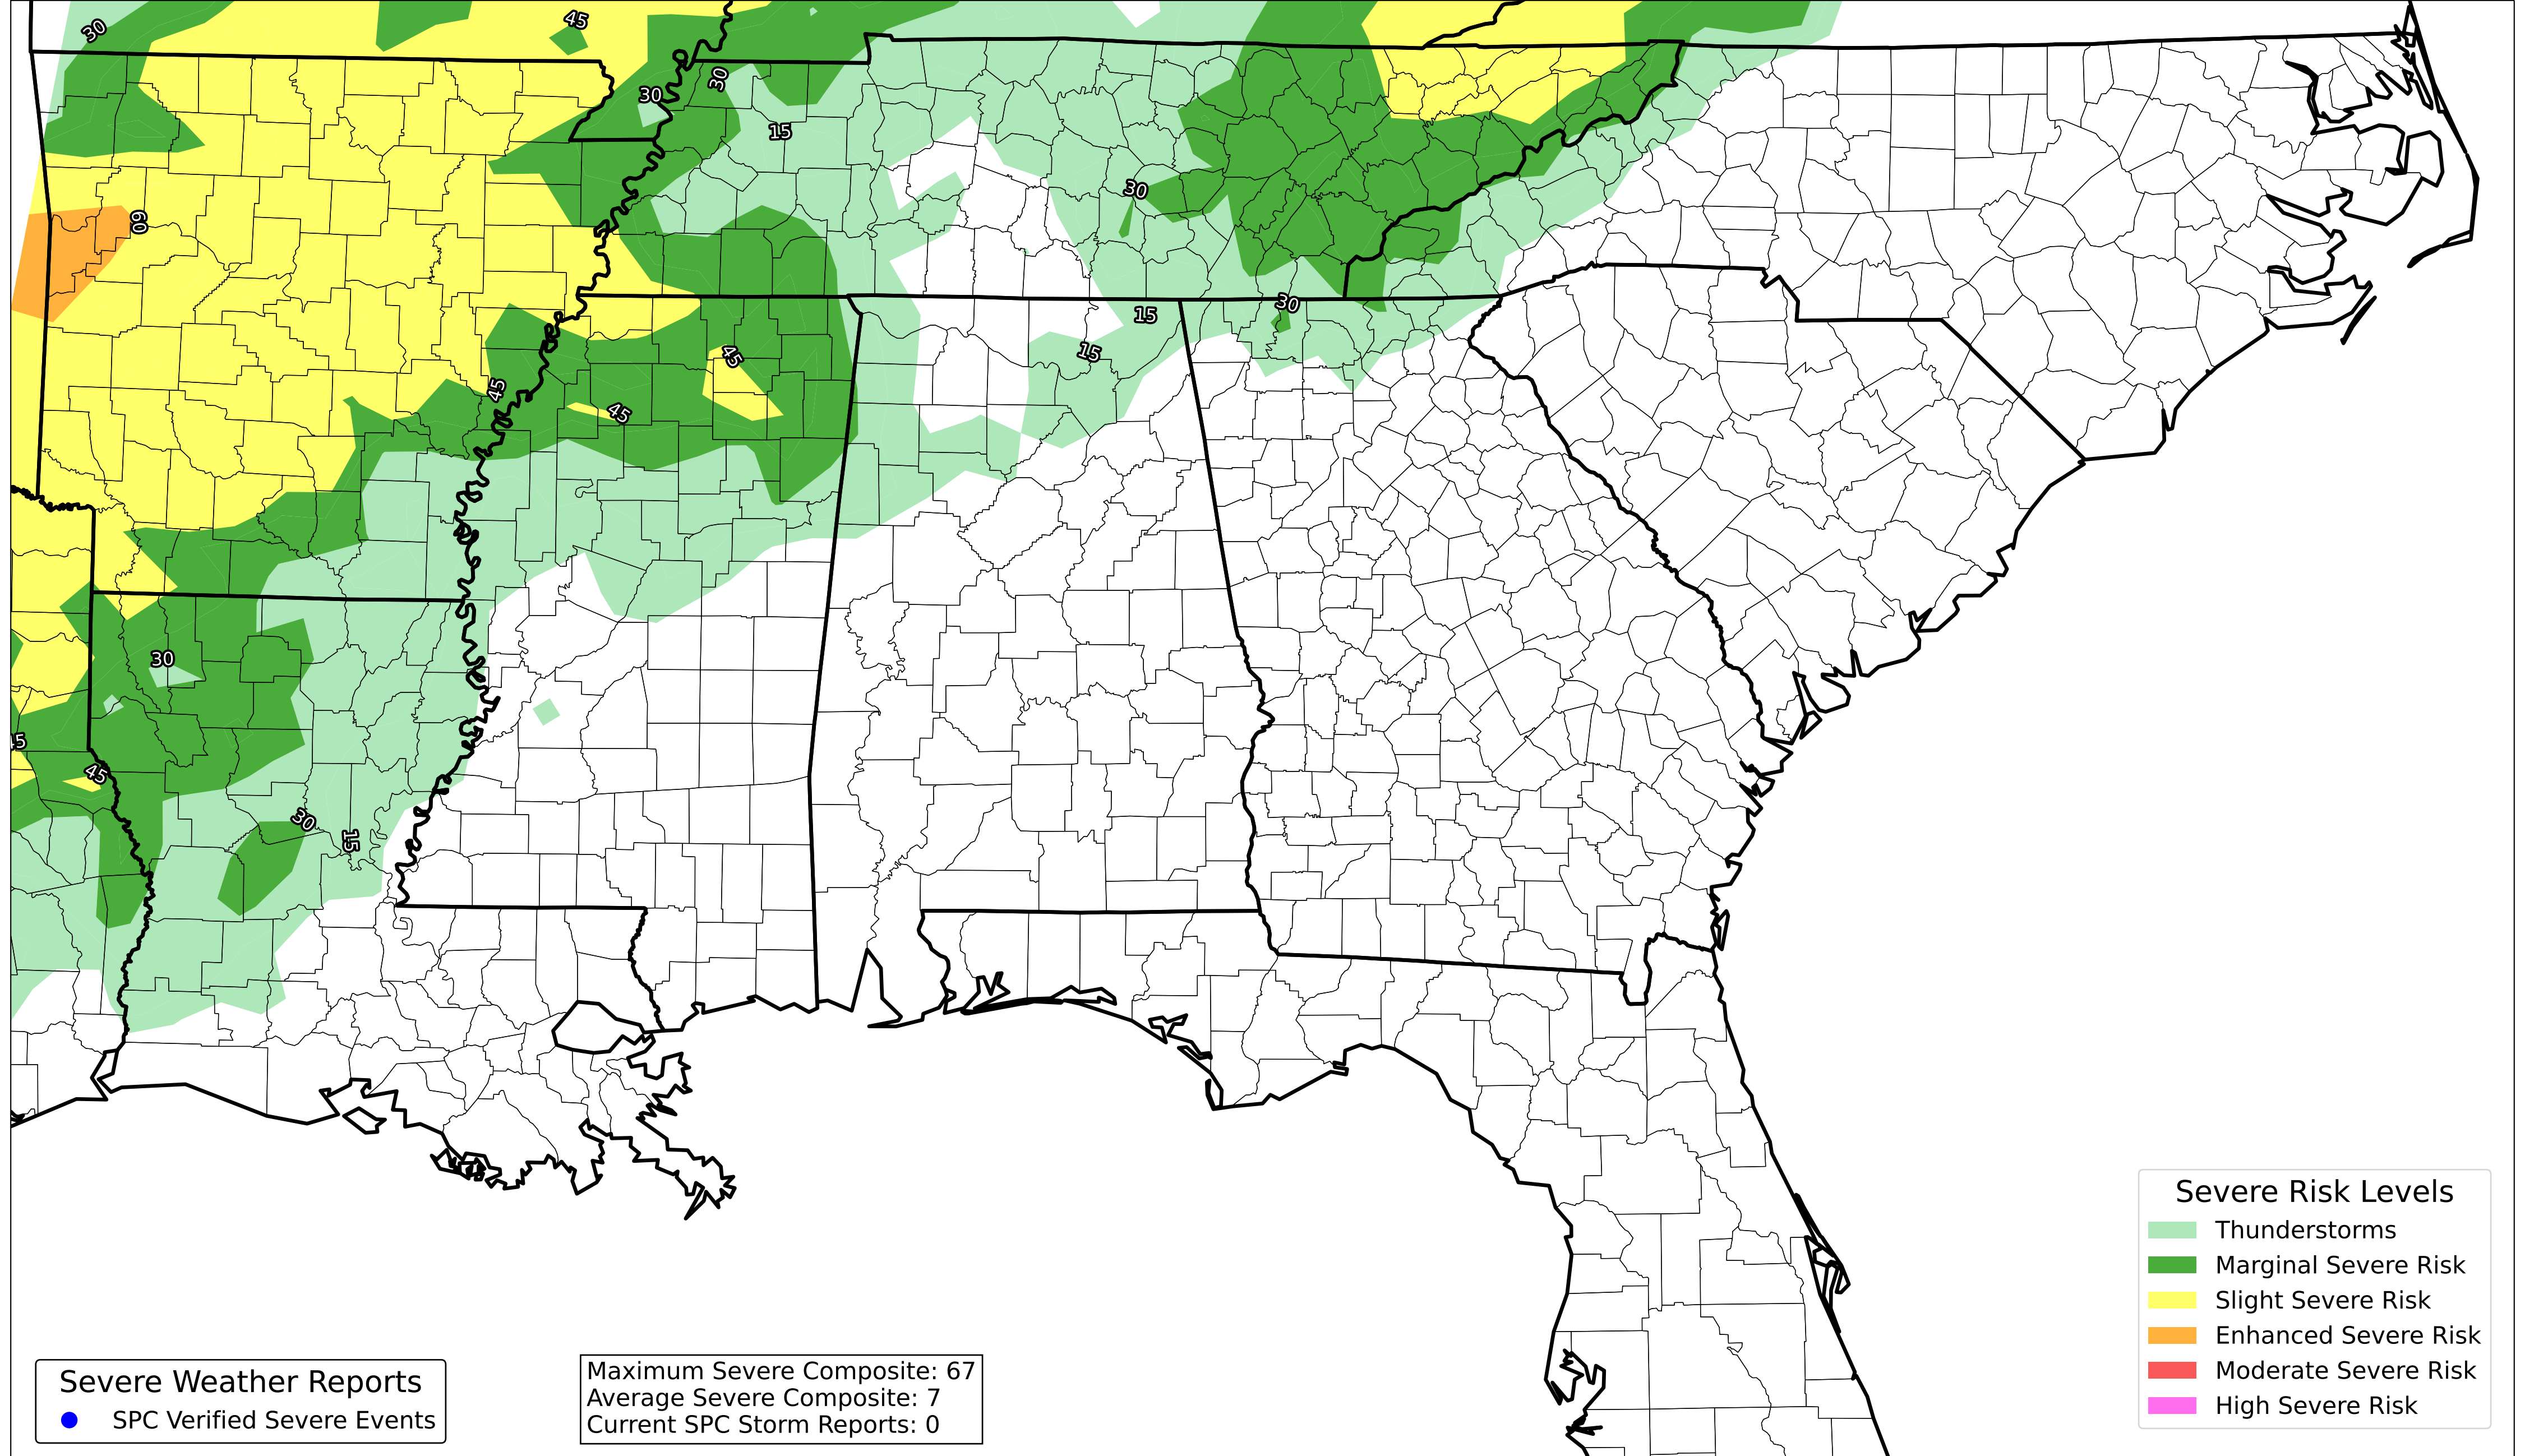 30
45
30
30
15
60
30
30
15
15
45
45
45
30
45
45
30
15
Severe Risk Levels
Thunderstorms
Marginal Severe Risk
Slight Severe Risk
Enhanced Severe Risk
Moderate Severe Risk
High Severe Risk
Severe Weather Reports
SPC Verified Severe Events
Maximum Severe Composite: 67
Average Severe Composite: 7
Current SPC Storm Reports: 0